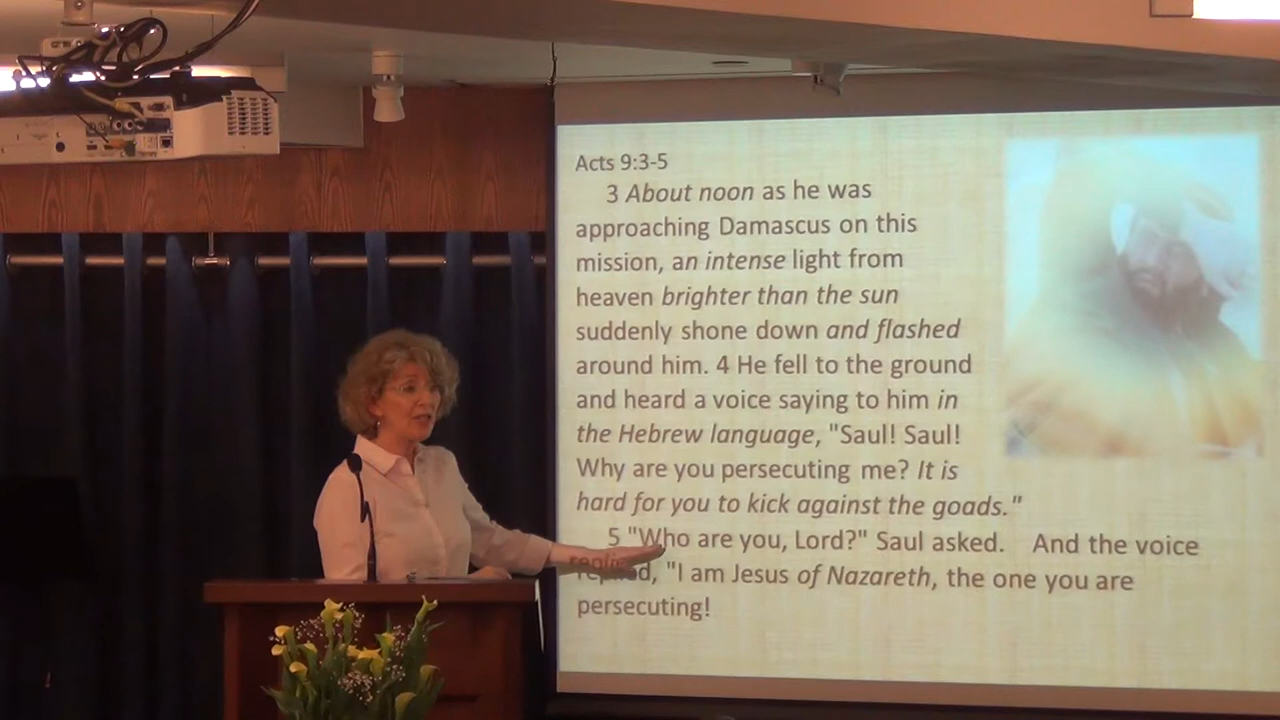 Acts 9:3-5
3 About noon as he was
approaching Damascus on this
mission, an intense light from
heaven brighter than the sun
suddenly shone down and flashed
around him. 4 He fell to the ground
and heard a voice saying to him in
the Hebrew language, "Saul! Saul!
Why are you persecuting me? It is
hard for you to kick against the goads."
5 "Who are you, Lord?" Saul asked. And the voice
replied, "I am Jesus of Nazareth, the one you are
persecuting!